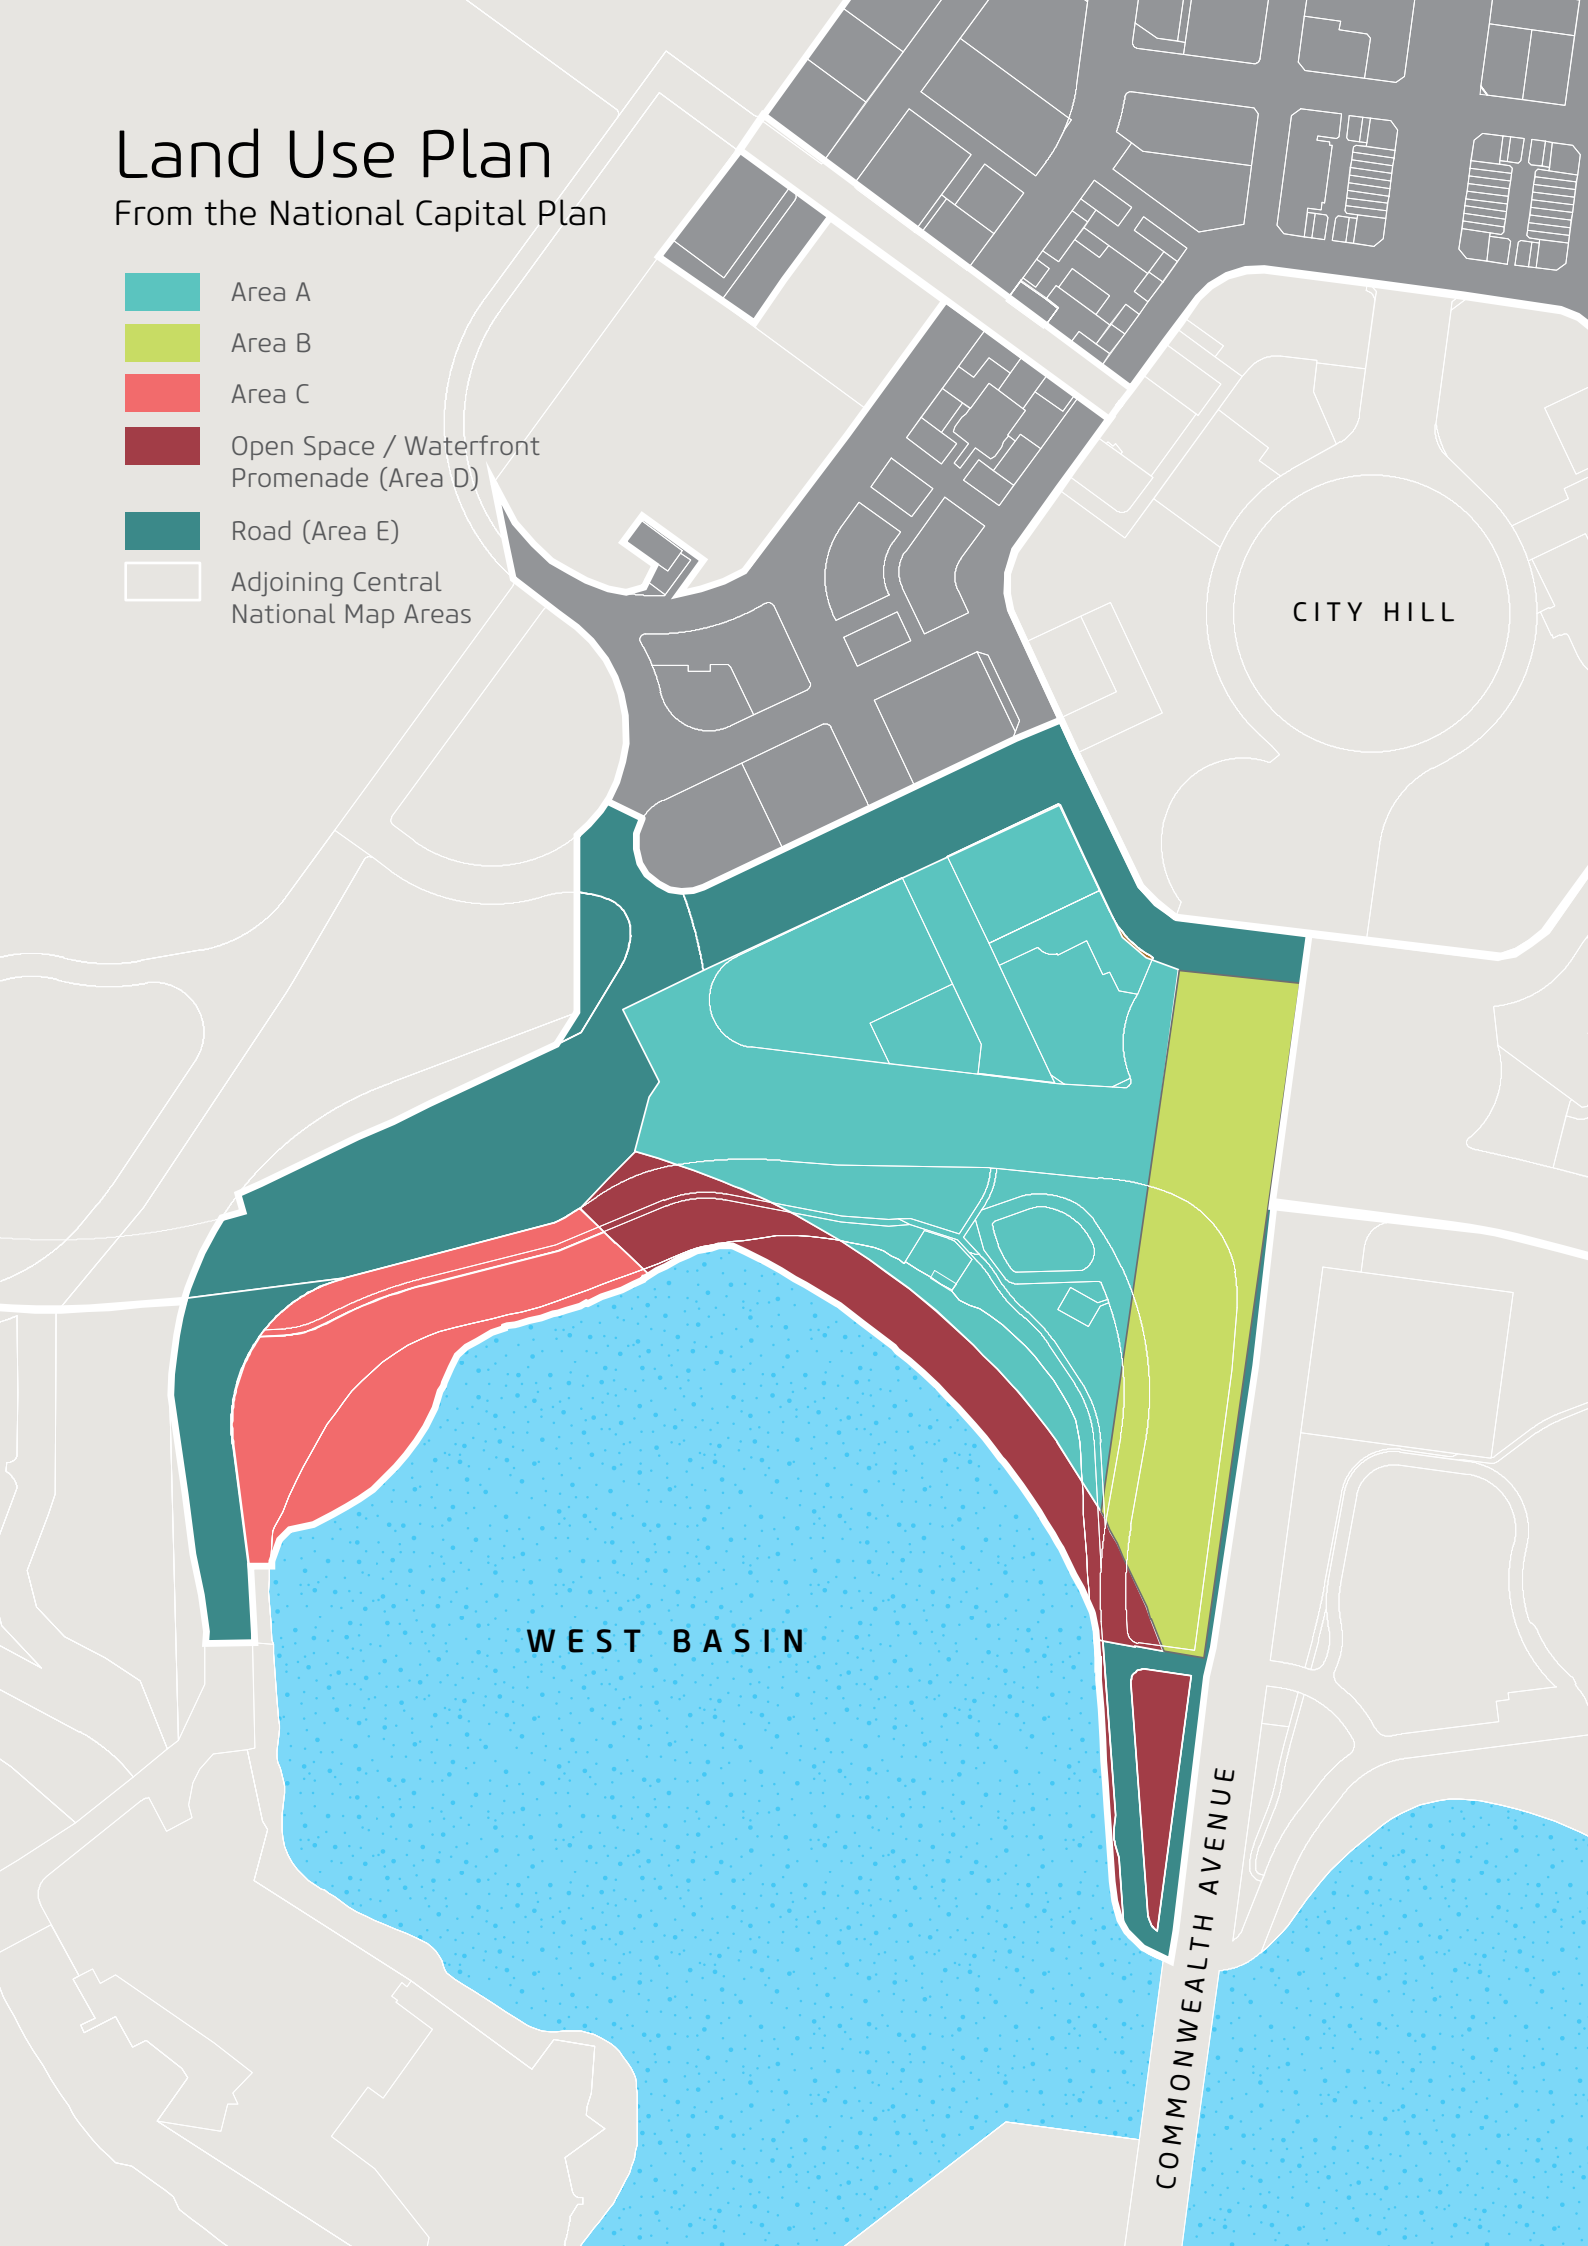 Land Use Plan
From the National Capital Plan
Area A
Area B
Area C
Open Space / Waterfront
Promenade (Area D)
Road (Area E)
Adjoining Central
National Map Areas
CITY HILL
WEST BASIN
COMMONWEALTH AVENUE